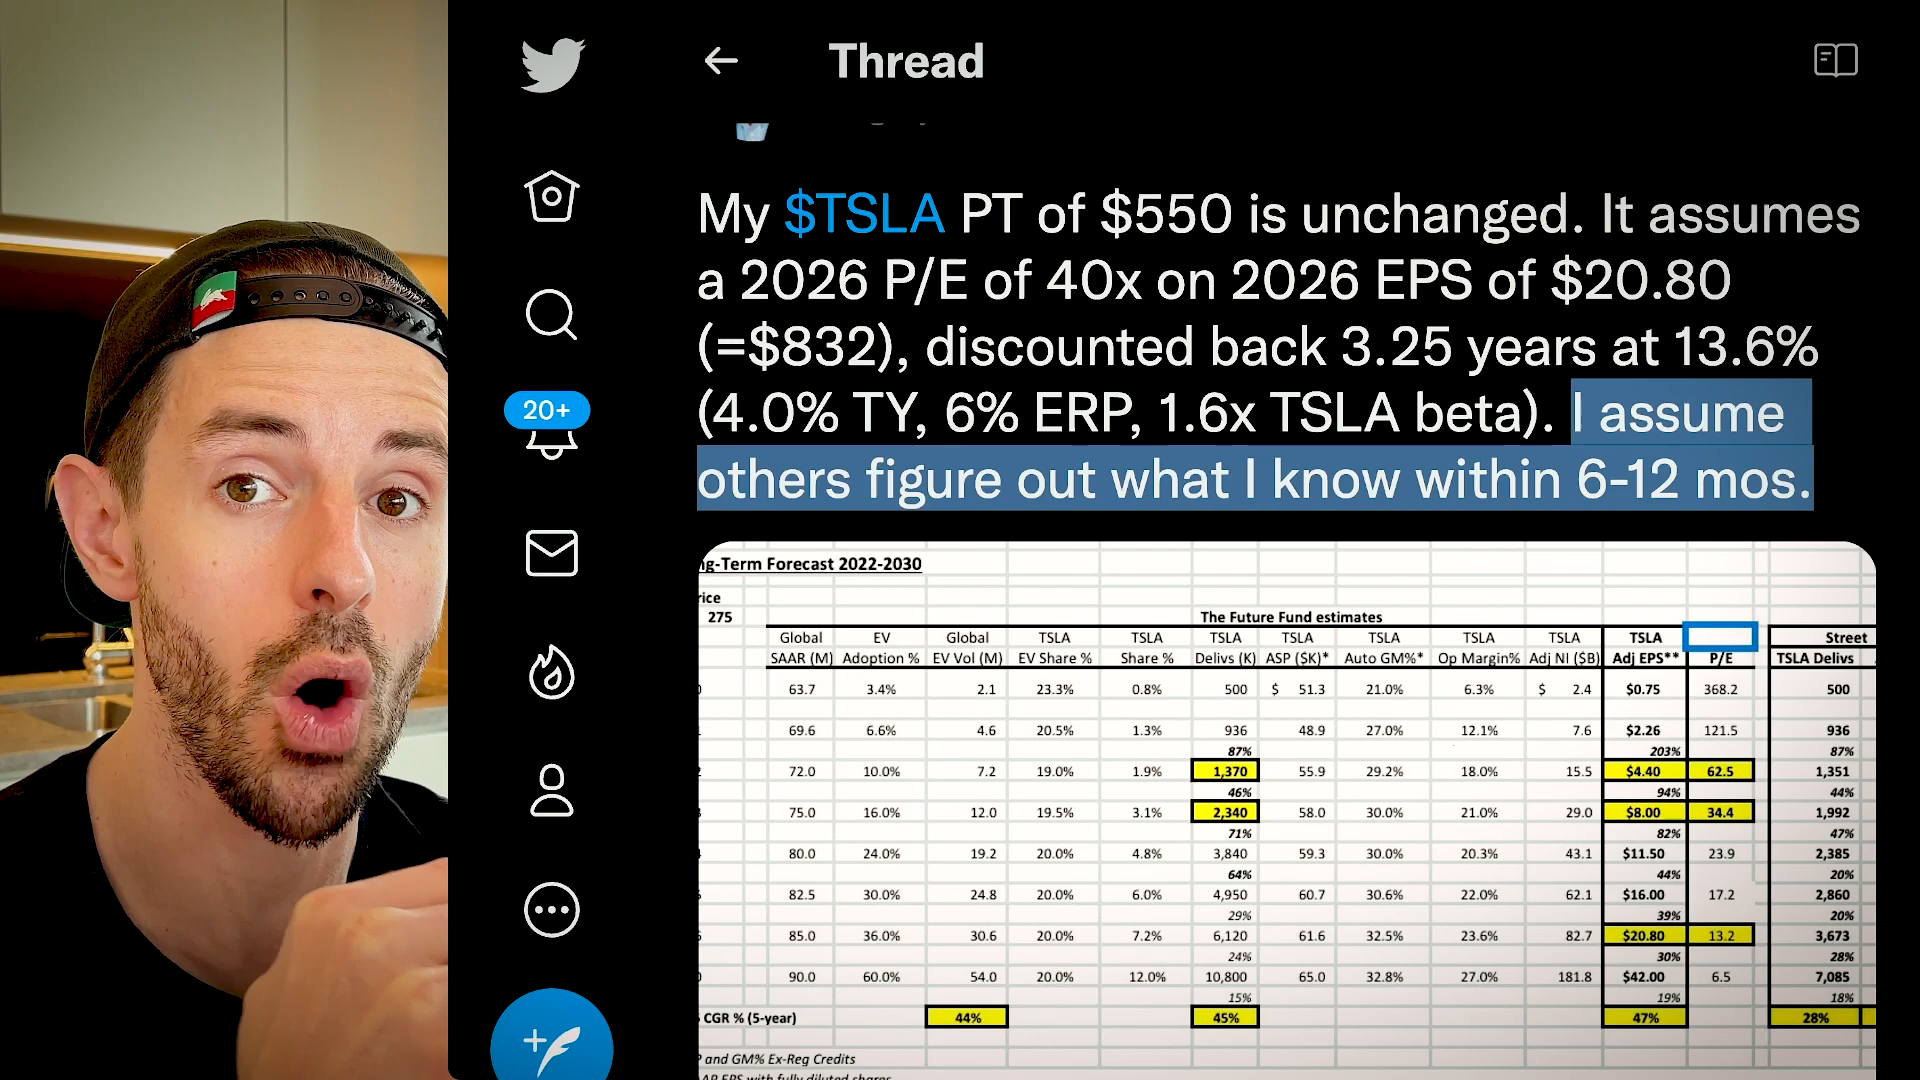 Thread
My $TSLA PT of $550 is unchanged. It assumes
a 2026 P/E of 40x on 2026 EPS of $20.80
(=$832), discounted back 3.25 years at 13.6%
(4.0% TY, 6% ERP, 1.6x TSLA beta). I assume
others figure out what I know within 6-12 mos.
20+
ng-Term Forecast 2022-2030
rice
275 The Future Fund estimates
Global EV Global TSLA TSLA TSLA TSLA TSLA TSLA TSLA TSLA Street
SAAR (M) Adoption % EV Vol (M) EV Share % Share % Delivs (K) ASP ($K)* Auto GM%* Op Margin% Adj NI ($B) Adj EPS** P/E TSLA Delivs
63.7 3.4% 2.1 23.3% 0.8% 500 $ 51.3 21.0% 6.3% $ 2.4 $0.75 368.2 500
69.6 6.6% 4.6 20.5% 1.3% 936 48.9 27.0% 12.1% 7.6 $2.26 121.5 936
87% 203% 87%
72.0 10.0% 7.2 19.0% 1.9% 1,370 55.9 29.2% 18.0% 15.5 $4.40 62.5 1,351
46% 94% 44%
75.0 16.0% 12.0 19.5% 3.1% 2,340 58.0 30.0% 21.0% 29.0 $8.00 34.4 1,992
71% 82% 47%
80.0 24.0% 19.2 20.0% 4.8% 3,840 59.3 30.0% 20.3% 43.1 $11.50 23.9 2,385
64% 44% 20%
82.5 30.0% 24.8 20.0% 6.0% 4,950 60.7 30.6% 22.0% 62.1 $16.00 17.2 2,860
29% 39% 20%
85.0 36.0% 30.6 20.0% 7.2% 6,120 61.6 32.5% 23.6% 82.7 $20.80 13.2 3,673
24% 30% 28%
90.0 60.0% 54.0 20.0% 12.0% 10,800 65.0 32.8% 27.0% 181.8 $42.00 6.5 7,085
15% 19% 18%
CGR % (5-year) 44% 45% 47% 28%
and GM% Ex-Reg Credits
EPS with fully diluted shares